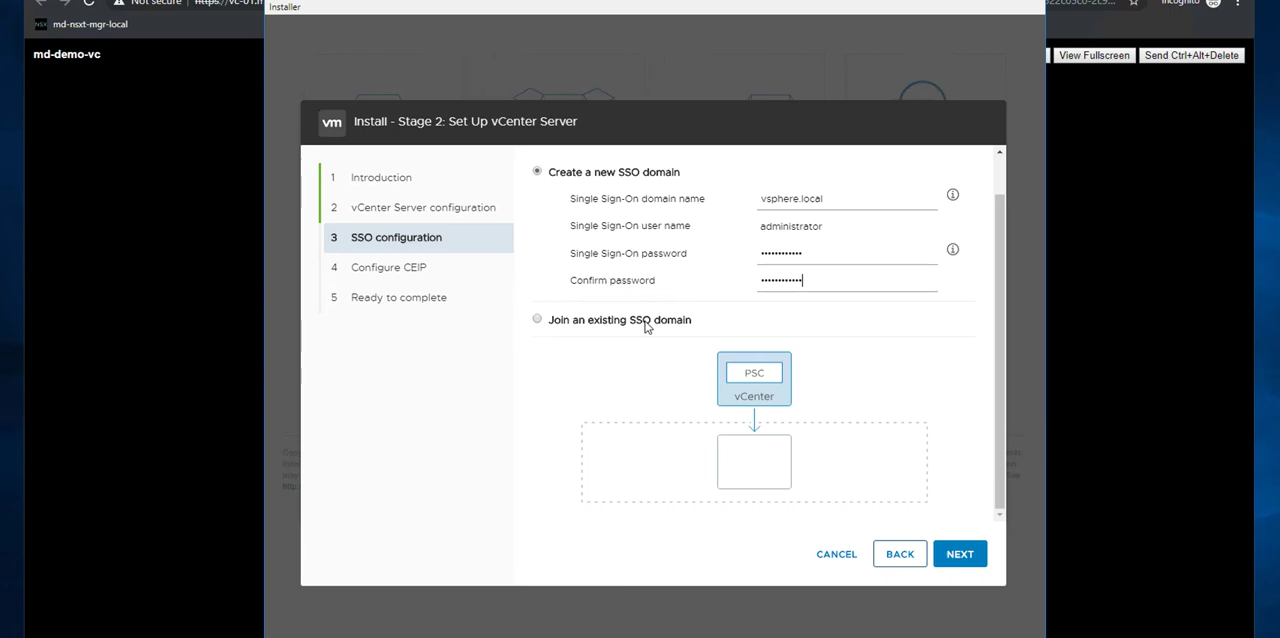 Installer
Not secure
https://vc-01.
Incognito
md-nsxt-mgr-local
md-demo-vc
View Fullscreen
Send Ctrl+Alt+Delete
vm
Install - Stage 2: Set Up vCenter Server
1 Introduction
2 vCenter Server configuration
3 SSO configuration
4 Configure CEIP
5 Ready to complete
Create a new SSO domain
Single Sign-On domain name vsphere.local
Single Sign-On user name administrator
Single Sign-On password ••••••••••••
Confirm password ••••••••••••
Join an existing SSO domain
PSC
vCenter
CANCEL
BACK
NEXT